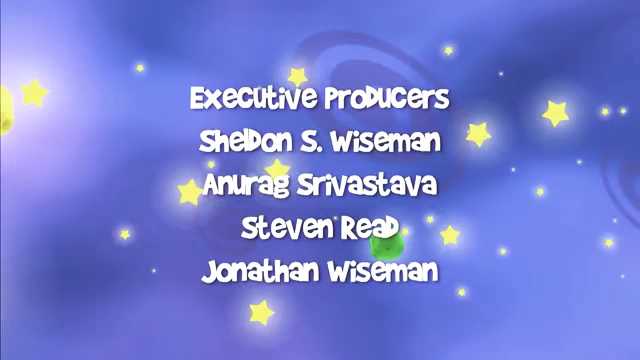 Executive Producers
Sheldon S. Wiseman
Anurag Srivastava
Steven Read
Jonathan Wiseman